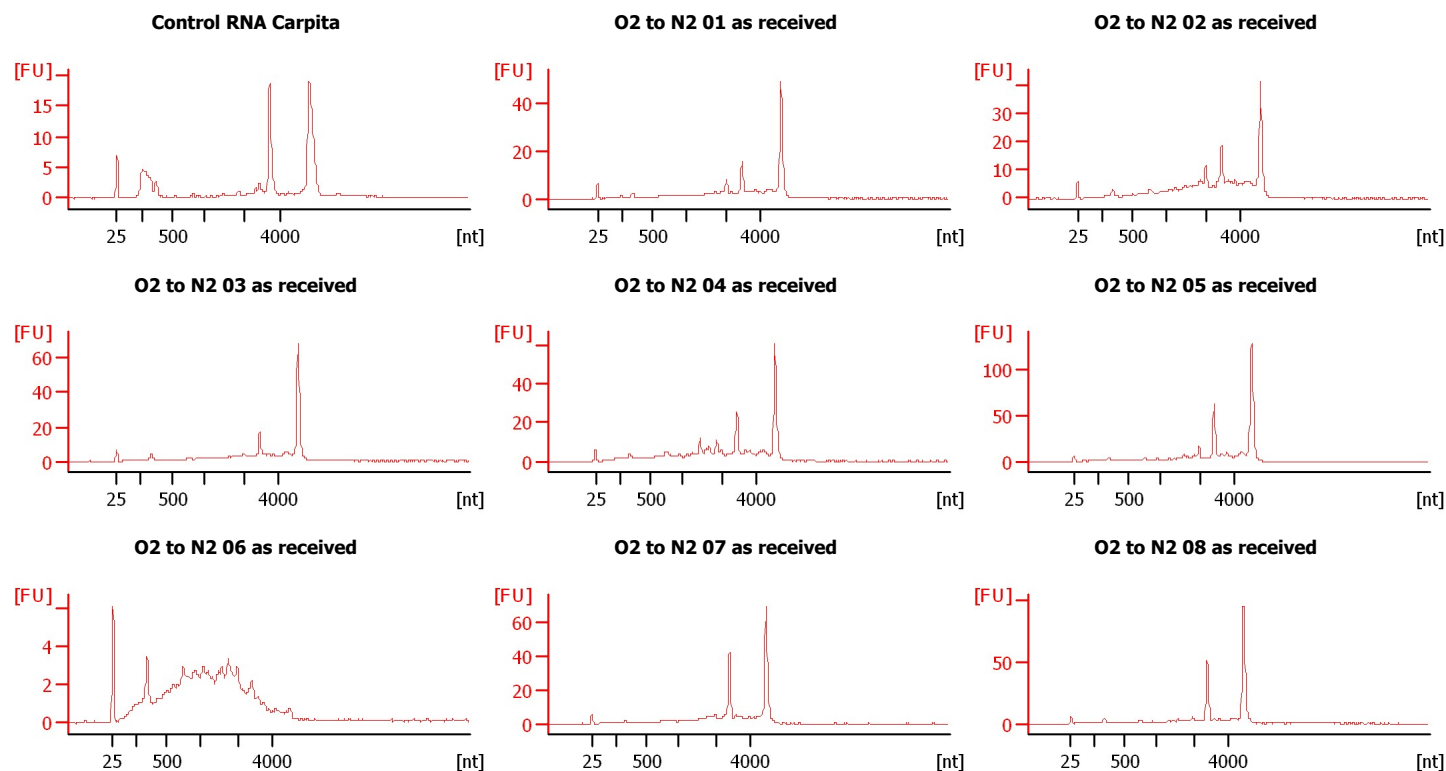 Control RNA Carpita
[FU]
15
10
5
0
25 500 4000 [nt]
O2 to N2 01 as received
[FU]
40
20
0
25 500 4000 [nt]
O2 to N2 02 as received
[FU]
30
20
10
0
25 500 4000 [nt]
O2 to N2 03 as received
[FU]
60
40
20
0
25 500 4000 [nt]
O2 to N2 04 as received
[FU]
40
20
0
25 500 4000 [nt]
O2 to N2 05 as received
[FU]
100
50
0
25 500 4000 [nt]
O2 to N2 06 as received
[FU]
4
2
0
25 500 4000 [nt]
O2 to N2 07 as received
[FU]
60
40
20
0
25 500 4000 [nt]
O2 to N2 08 as received
[FU]
50
0
25 500 4000 [nt]